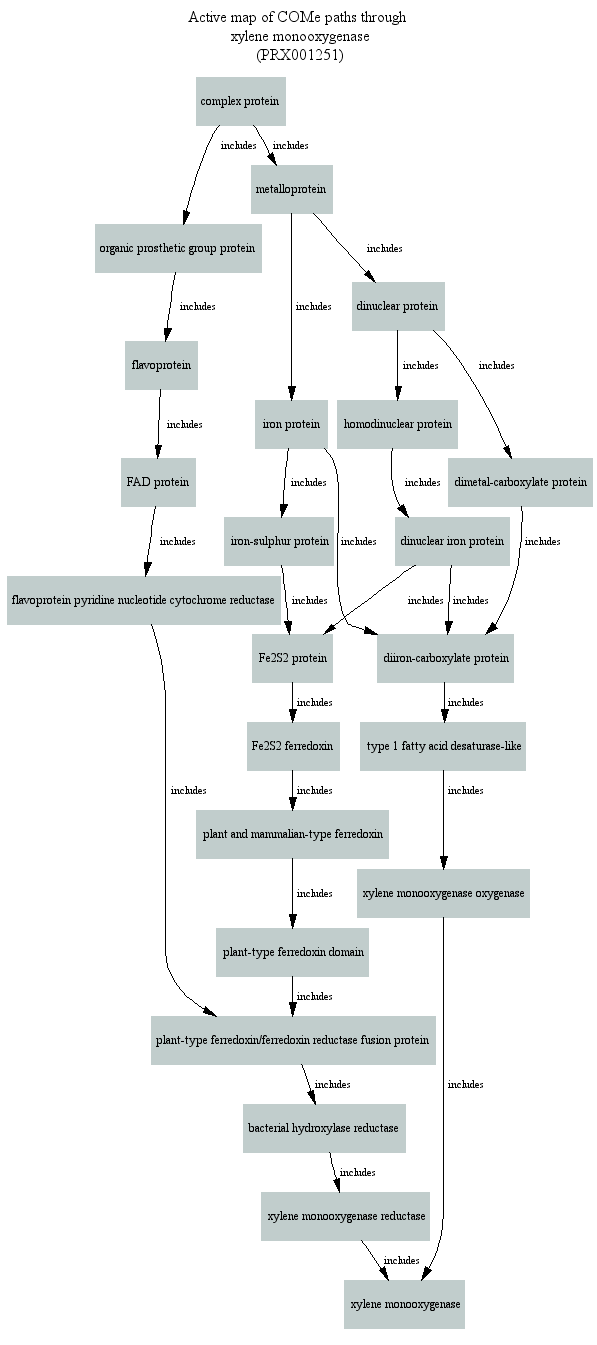 Active map of COMe paths through
xylene monooxygenase
(PRX001251)
complex protein
includes
includes
metalloprotein
organic prosthetic group protein
includes
dinuclear protein
includes
includes
flavoprotein
includes
includes
iron protein
homodinuclear protein
includes
FAD protein
includes
includes
dimetal-carboxylate protein
iron-sulphur protein
dinuclear iron protein
includes
includes
includes
flavoprotein pyridine nucleotide cytochrome reductase
includes
includes
includes
Fe2S2 protein
diiron-carboxylate protein
includes
includes
Fe2S2 ferredoxin
type 1 fatty acid desaturase-like
includes
includes
includes
plant and mammalian-type ferredoxin
includes
xylene monooxygenase oxygenase
plant-type ferredoxin domain
includes
plant-type ferredoxin/ferredoxin reductase fusion protein
includes
includes
bacterial hydroxylase reductase
includes
xylene monooxygenase reductase
includes
xylene monooxygenase